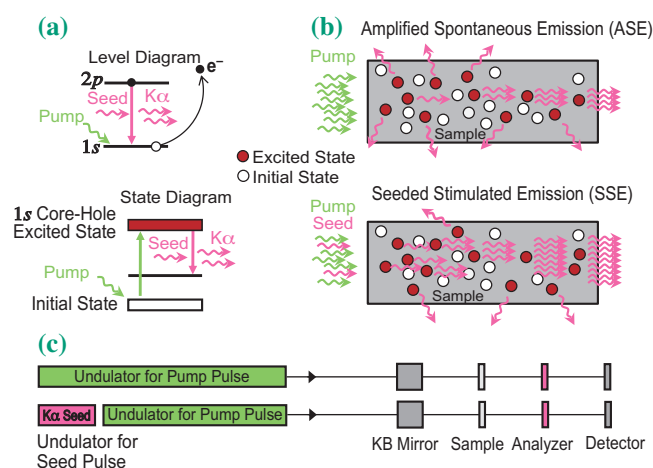 (a)
Level Diagram
2p
e⁻
Seed
Kα
Pump
1s
State Diagram
1s Core-Hole
Excited State
Seed
Kα
Pump
Initial State
(b)
Amplified Spontaneous Emission (ASE)
Pump
Sample
Excited State
Initial State
Seeded Stimulated Emission (SSE)
Pump
Seed
Sample
(c)
Undulator for Pump Pulse
Kα Seed
Undulator for Pump Pulse
Undulator for
Seed Pulse
KB Mirror
Sample
Analyzer
Detector